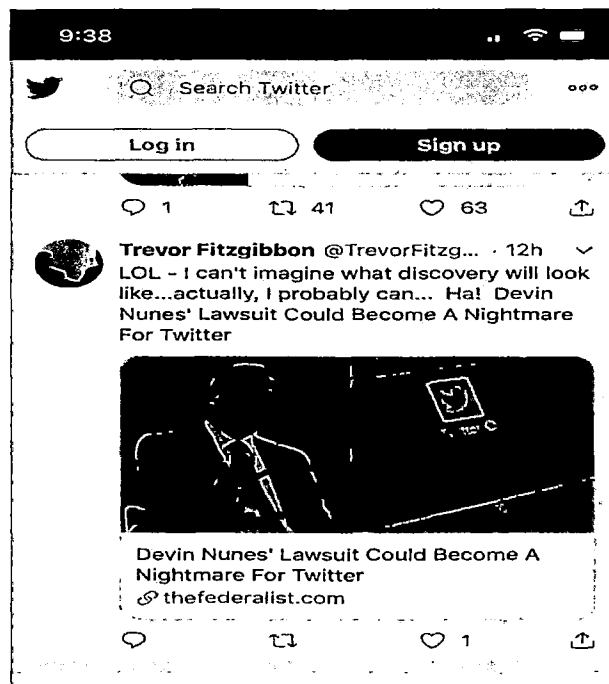 9:38
Search Twitter
Log in
Sign up
1 41 63
Trevor Fitzgibbon @TrevorFitzg... · 12h
LOL - I can't imagine what discovery will look
like...actually, I probably can... Ha! Devin
Nunes' Lawsuit Could Become A Nightmare
For Twitter
Twitter
Devin Nunes' Lawsuit Could Become A
Nightmare For Twitter
thefederalist.com
1